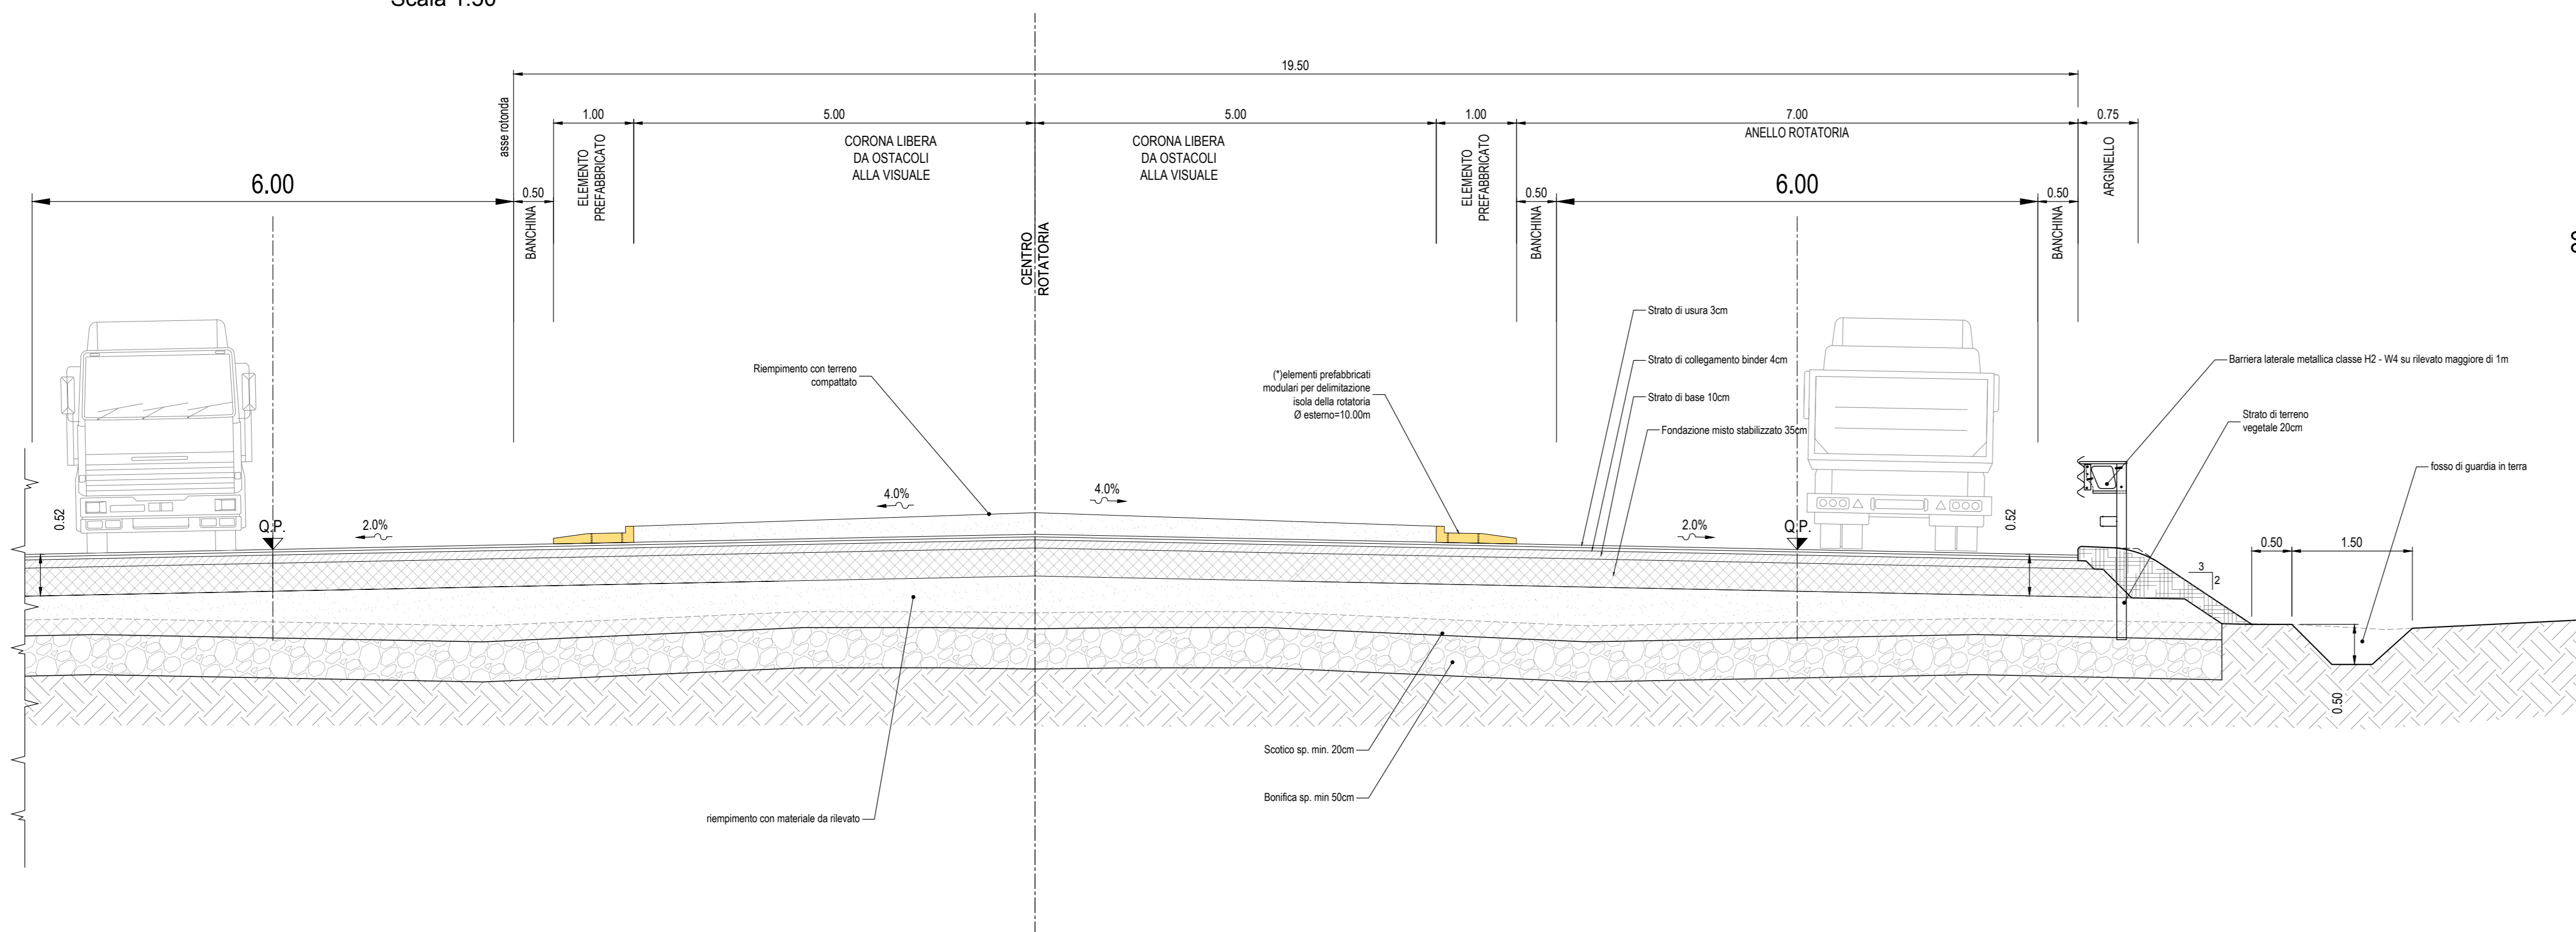 Scala 1:50
19.50
asse rotonda
1.00
5.00
5.00
1.00
7.00
0.75
ANELLO ROTATORIA
ELEMENTO
PREFABBRICATO
CORONA LIBERA
DA OSTACOLI
ALLA VISUALE
CORONA LIBERA
DA OSTACOLI
ALLA VISUALE
ELEMENTO
PREFABBRICATO
ARGINELLO
6.00
0.50
BANCHINA
0.50
BANCHINA
6.00
0.50
BANCHINA
CENTRO
ROTATORIA
Strato di usura 3cm
Strato di collegamento binder 4cm
Strato di base 10cm
Fondazione misto stabilizzato 35cm
Riempimento con terreno
compattato
(*)elementi prefabbricati
modulari per delimitazione
isola della rotatoria
Ø esterno=10.00m
Barriera laterale metallica classe H2 - W4 su rilevato maggiore di 1m
Strato di terreno
vegetale 20cm
fosso di guardia in terra
0.52
Q.P.
2.0%
4.0%
4.0%
2.0%
Q.P.
0.52
0.50
1.50
3
2
0.50
Scotico sp. min. 20cm
Bonifica sp. min 50cm
riempimento con materiale da rilevato